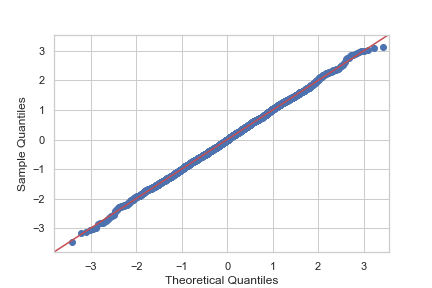 3
2
1
0
−1
−2
−3
Sample Quantiles
−3 −2 −1 0 1 2 3
Theoretical Quantiles